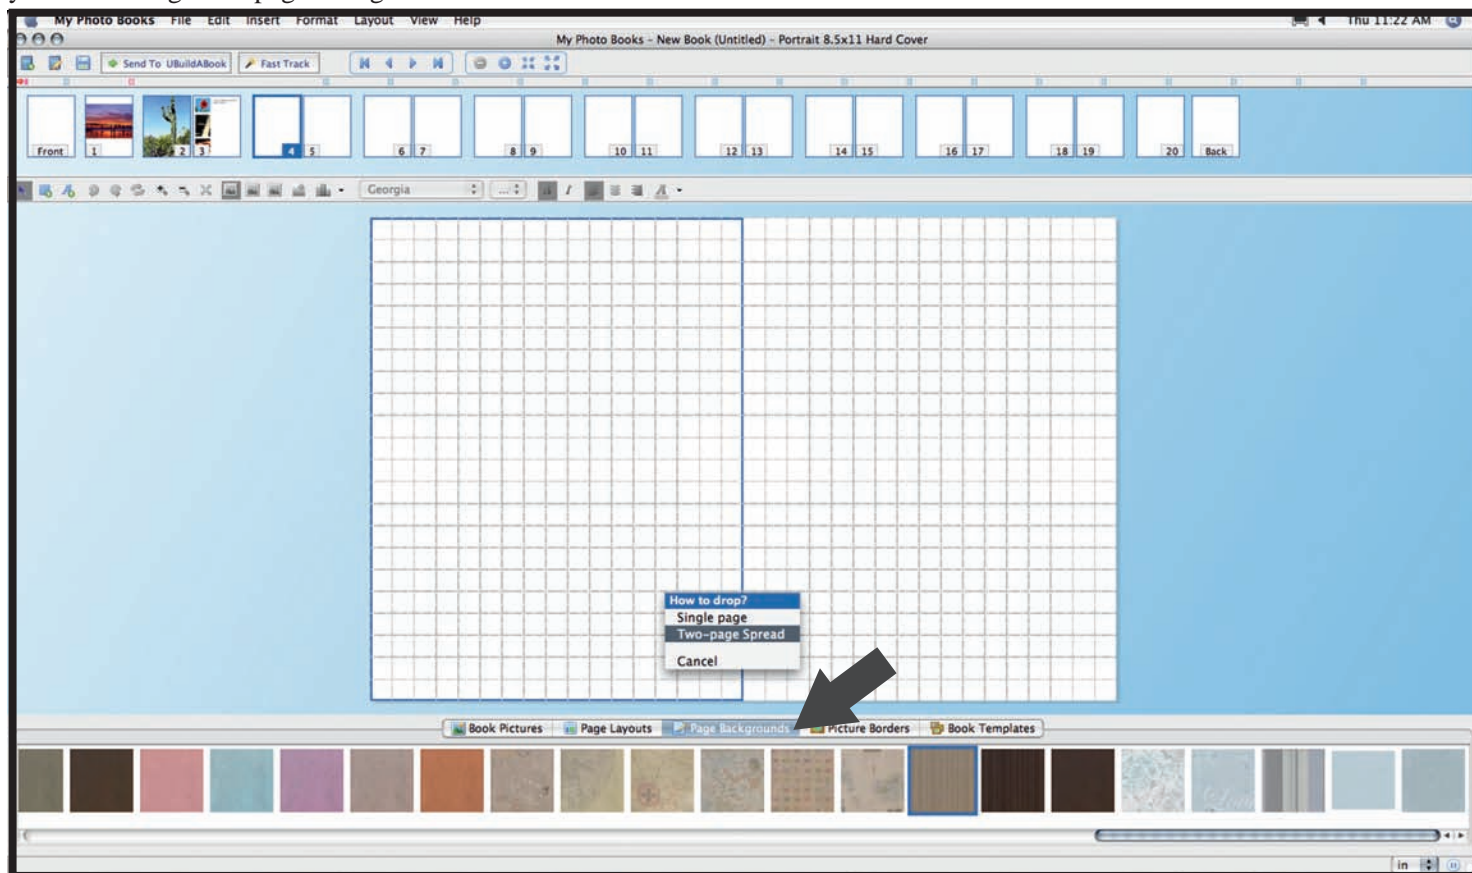 My Photo Books File Edit Insert Format Layout View Help Thu 11:22 AM
My Photo Books - New Book (Untitled) - Portrait 8.5x11 Hard Cover
Send To UBuildABook Fast Track
Front 1 2 3 4 5 6 7 8 9 10 11 12 13 14 15 16 17 18 19 20 Back
Georgia ...
How to drop?
Single page
Two-page Spread
Cancel
Book Pictures Page Layouts Page Backgrounds Picture Borders Book Templates
in